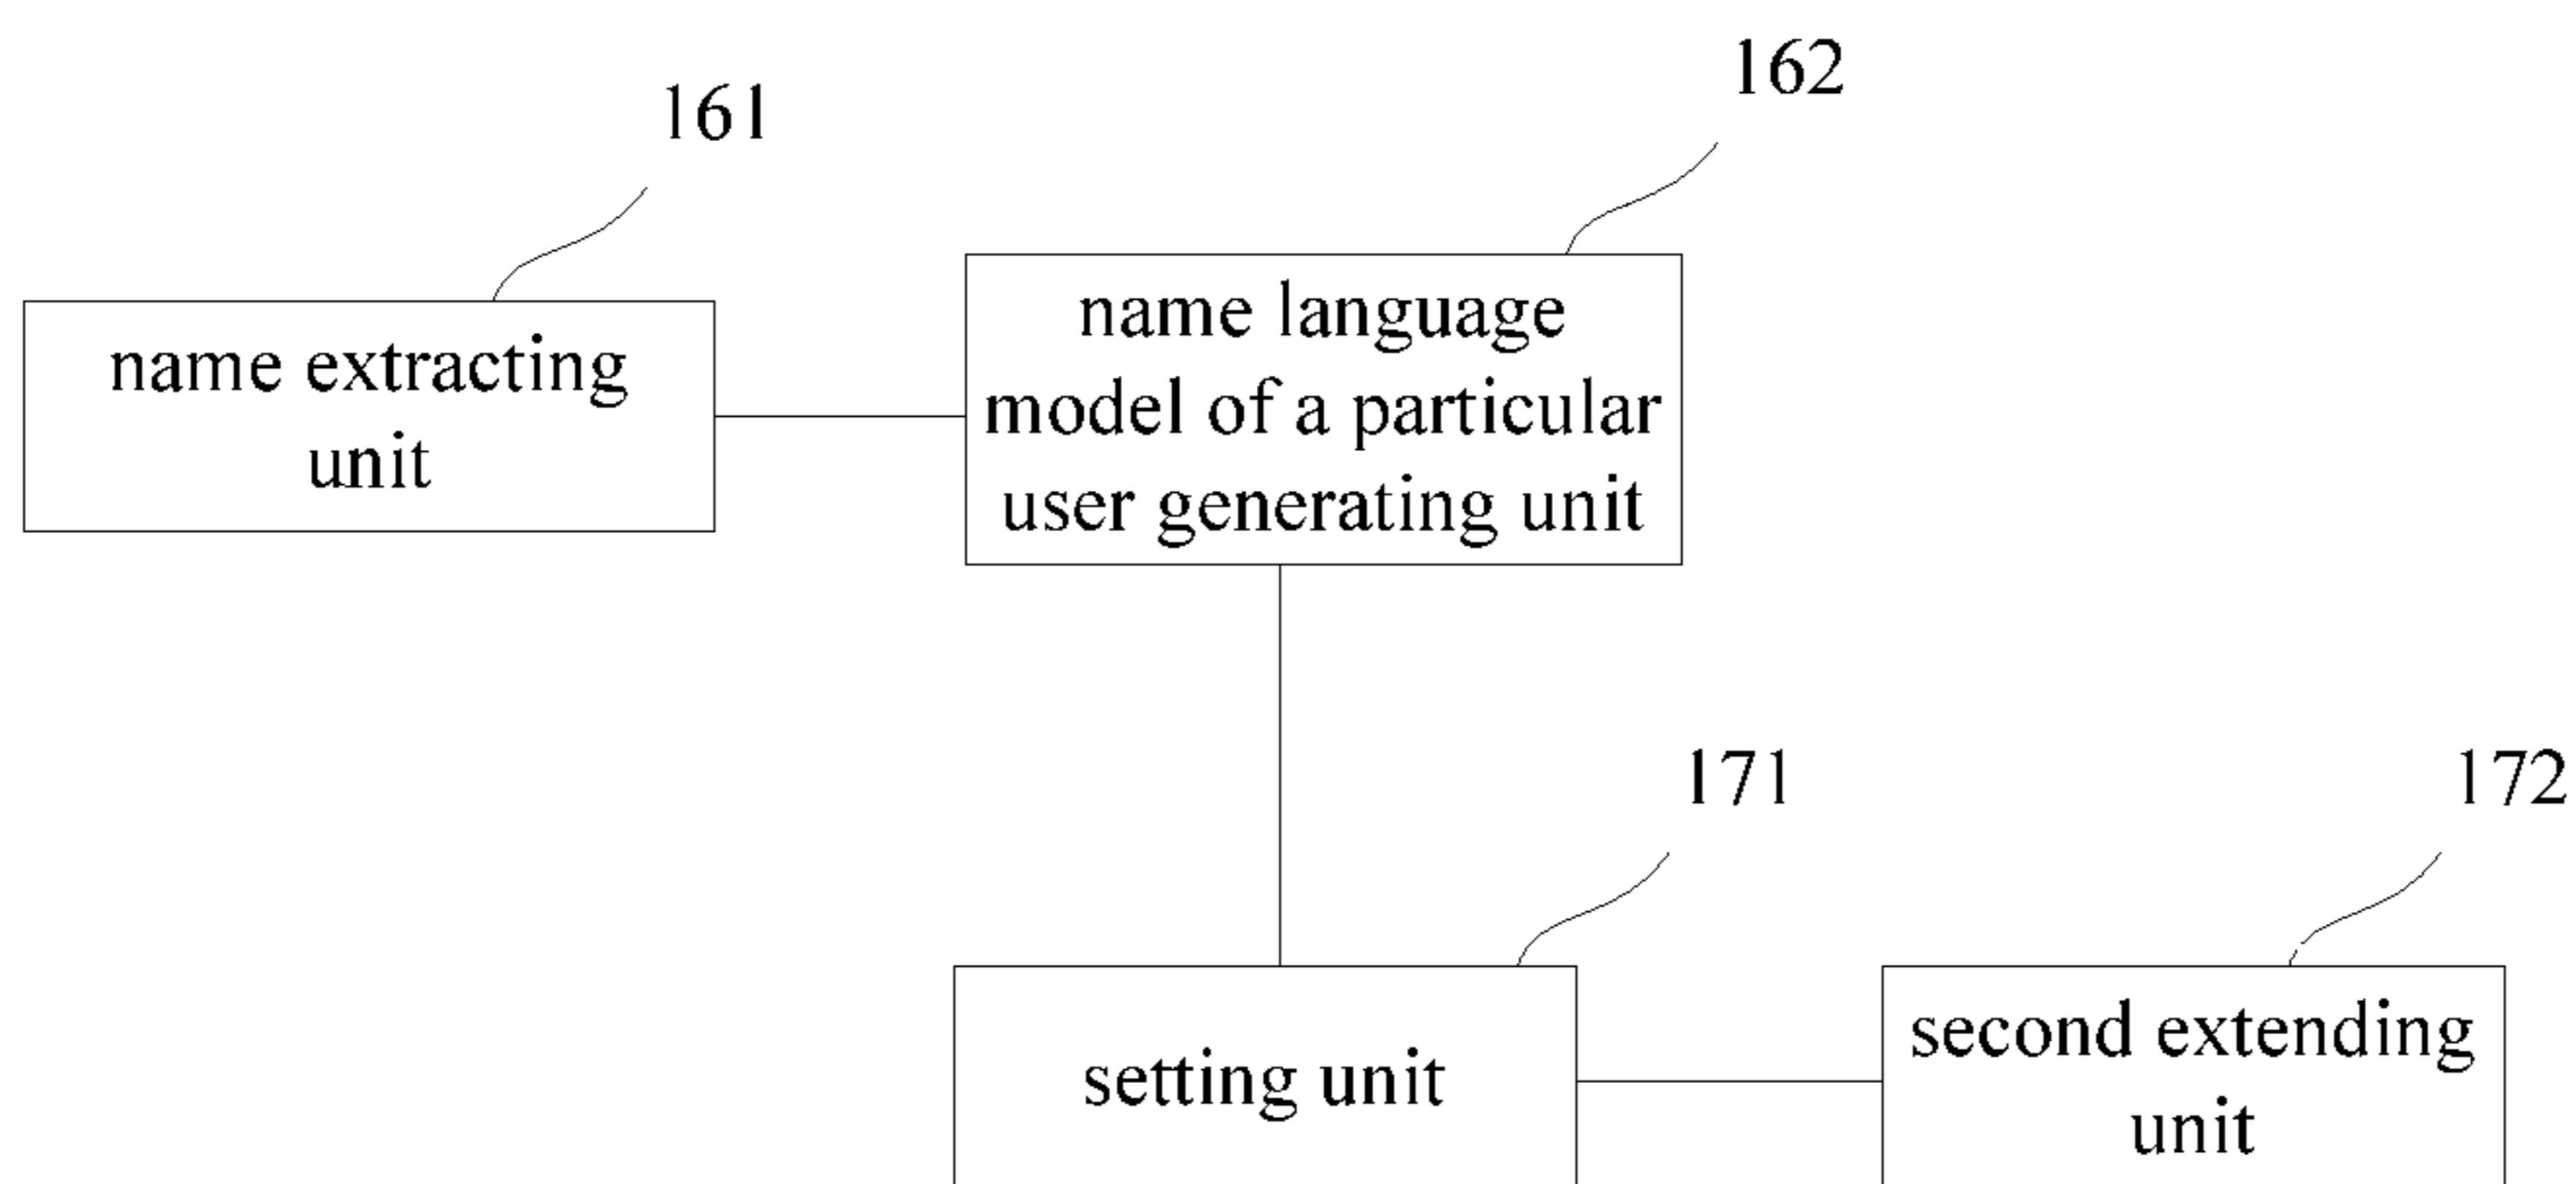 162
161
name language
model of a particular
user generating unit
name extracting
unit
171
172
setting unit
second extending
unit